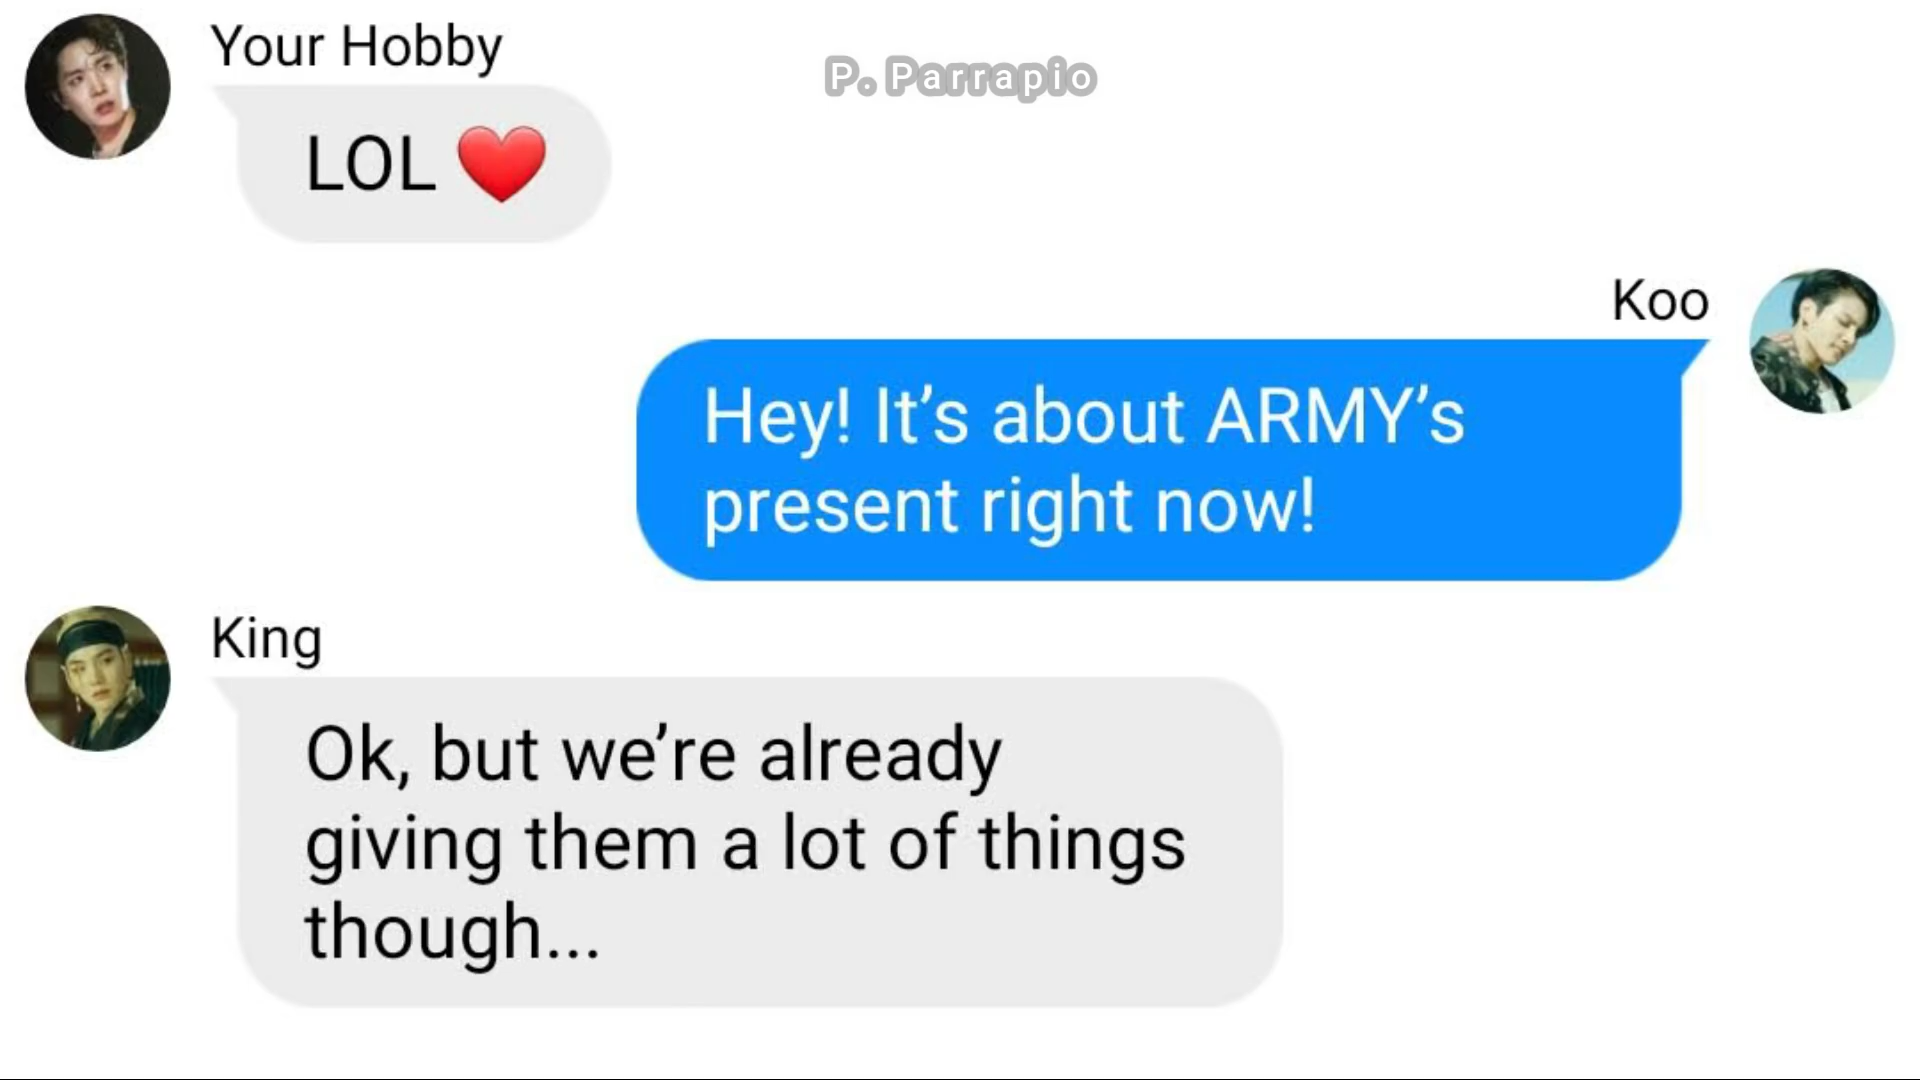 Your Hobby
P. Parrapio
LOL ❤️
Koo
Hey! It’s about ARMY’s
present right now!
King
Ok, but we’re already
giving them a lot of things
though...